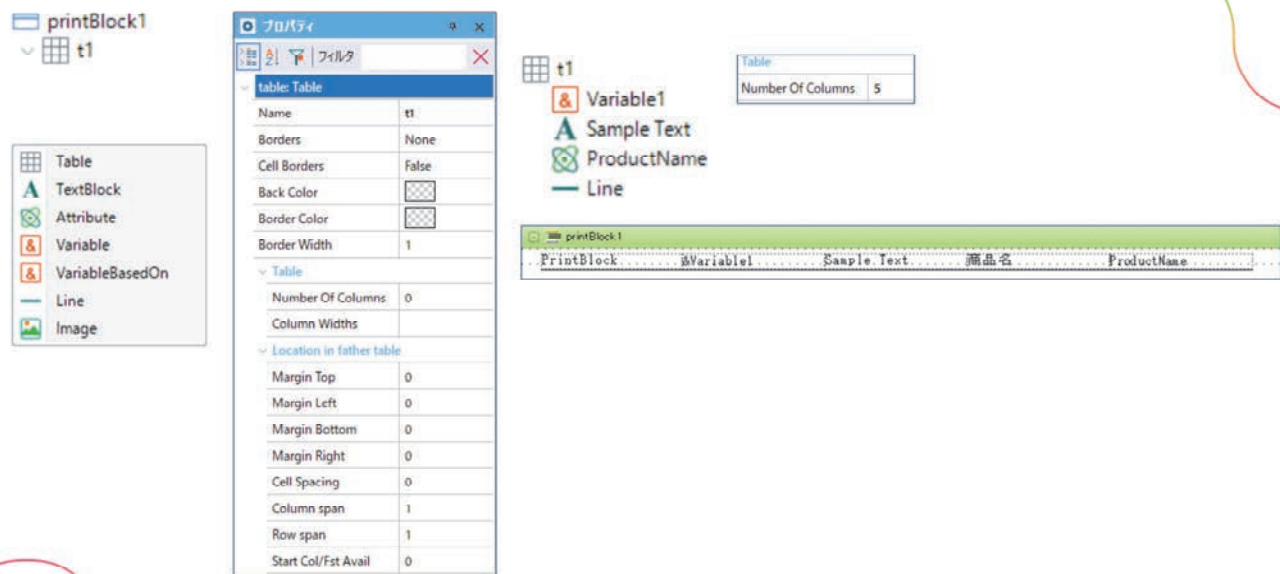 printBlock1
t1
Table
TextBlock
Attribute
Variable
VariableBasedOn
Line
Image
プロパティ
フィルタ
table: Table
Name t1
Borders None
Cell Borders False
Back Color
Border Color
Border Width 1
Table
Number Of Columns 0
Column Widths
Location in father table
Margin Top 0
Margin Left 0
Margin Bottom 0
Margin Right 0
Cell Spacing 0
Column span 1
Row span 1
Start Col/Fst Avail 0
t1
Variable1
Sample Text
ProductName
Line
Table
Number Of Columns 5
printBlock1
PrintBlock &Variable1 Sample Text 商品名 ProductName